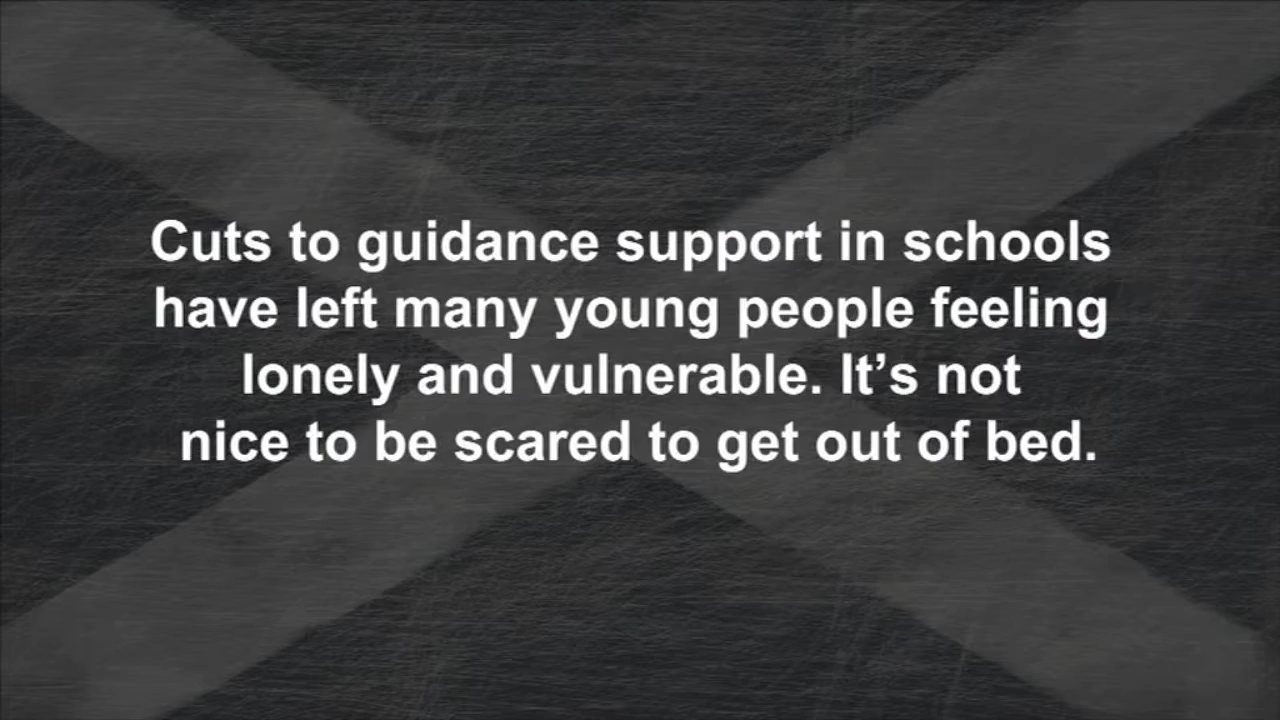 Cuts to guidance support in schools
have left many young people feeling
lonely and vulnerable. It’s not
nice to be scared to get out of bed.